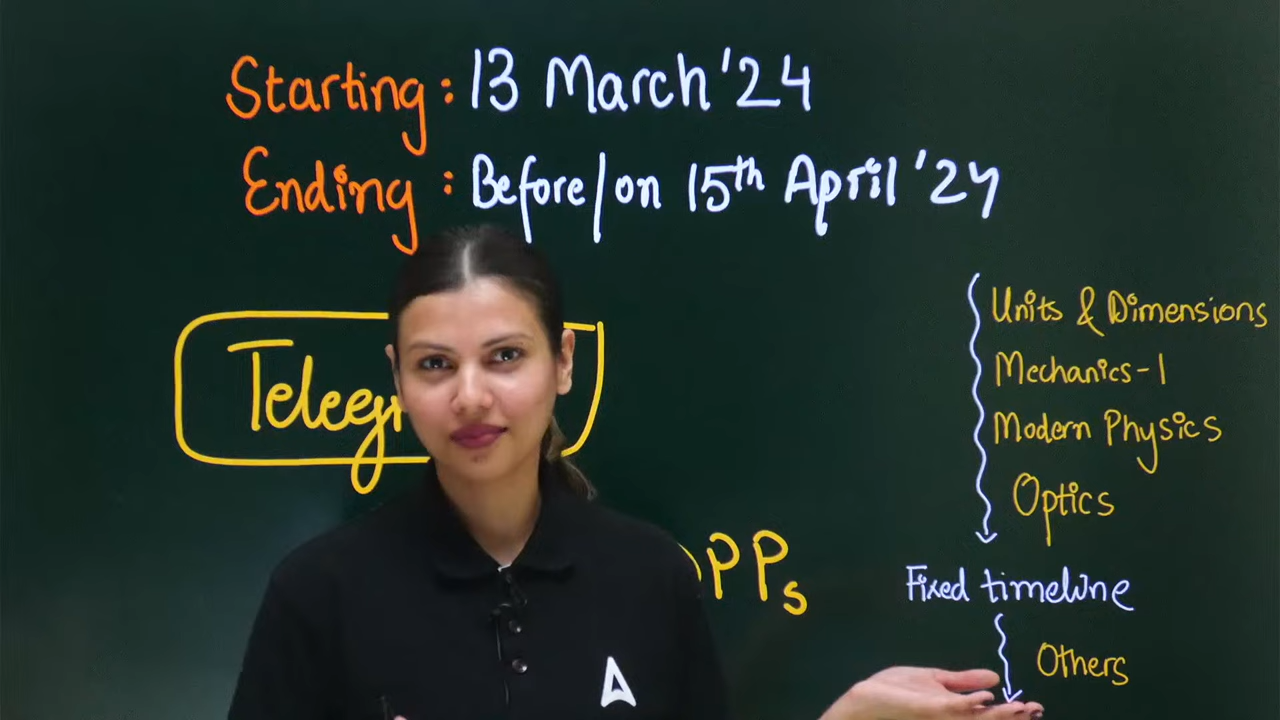 Starting : 13 March '24
Ending : Before/on 15th April '24
Units & Dimensions
Mechanics-1
Modern Physics
Optics
PPs
Fixed timeline
Others